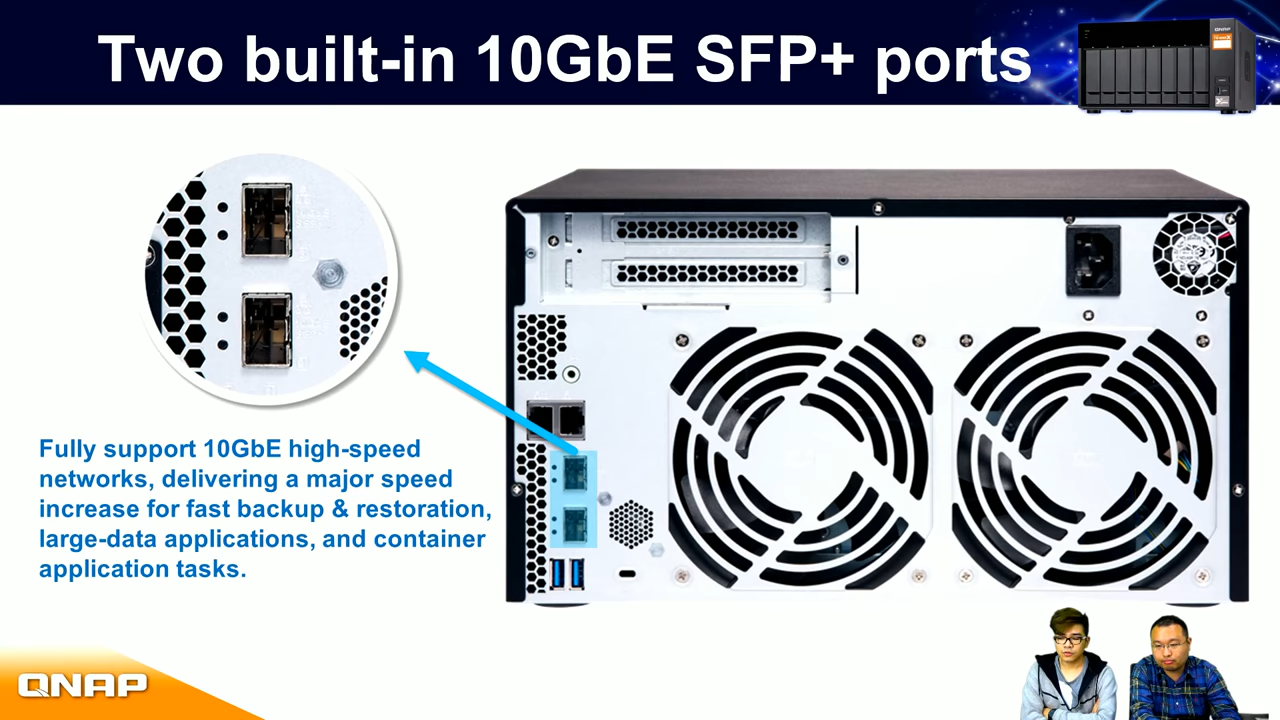 Two built-in 10GbE SFP+ ports
QNAP
Fully support 10GbE high-speed
networks, delivering a major speed
increase for fast backup & restoration,
large-data applications, and container
application tasks.
QNAP